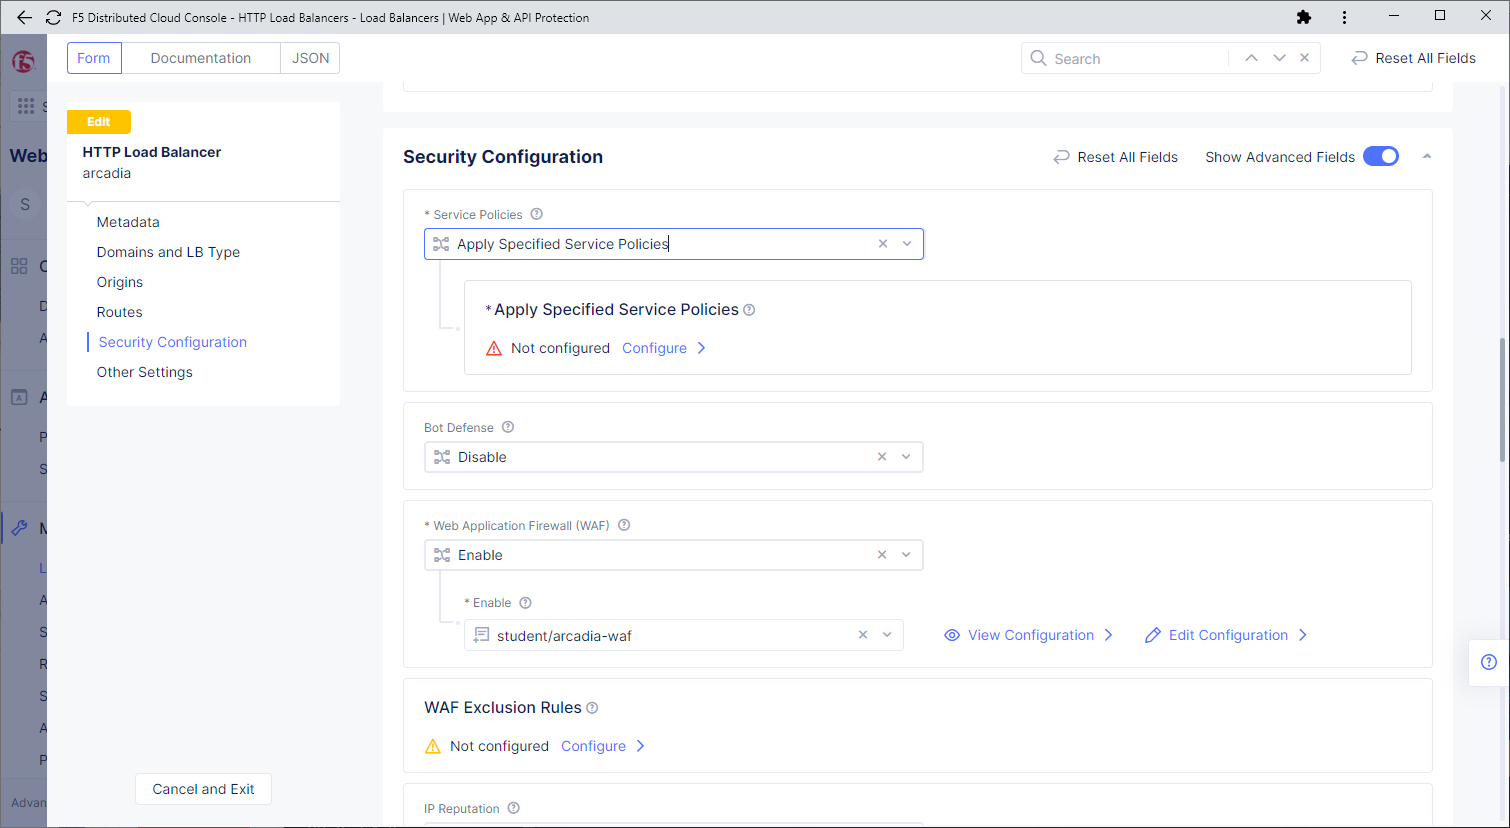 F5 Distributed Cloud Console - HTTP Load Balancers - Load Balancers | Web App & API Protection
Form
Documentation
JSON
Search
Reset All Fields
Edit
HTTP Load Balancer
arcadia
Metadata
Domains and LB Type
Origins
Routes
Security Configuration
Other Settings
Cancel and Exit
Web
S
Advan
Security Configuration
Reset All Fields
Show Advanced Fields
* Service Policies
Apply Specified Service Policies
* Apply Specified Service Policies
Not configured Configure
Bot Defense
Disable
* Web Application Firewall (WAF)
Enable
* Enable
student/arcadia-waf
View Configuration
Edit Configuration
WAF Exclusion Rules
Not configured Configure
IP Reputation